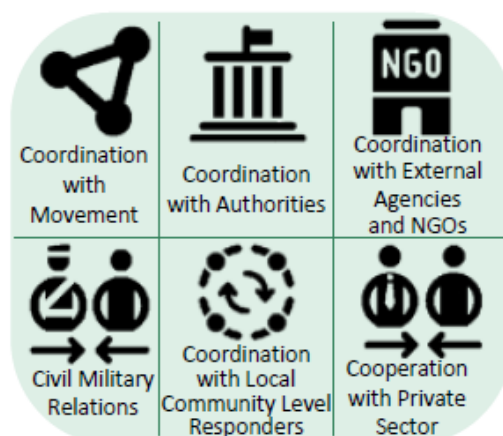 Coordination
with
Movement
Coordination
with Authorities
NGO
Coordination
with External
Agencies
and NGOs
Civil Military
Relations
Coordination
with Local
Community Level
Responders
Cooperation
with Private
Sector